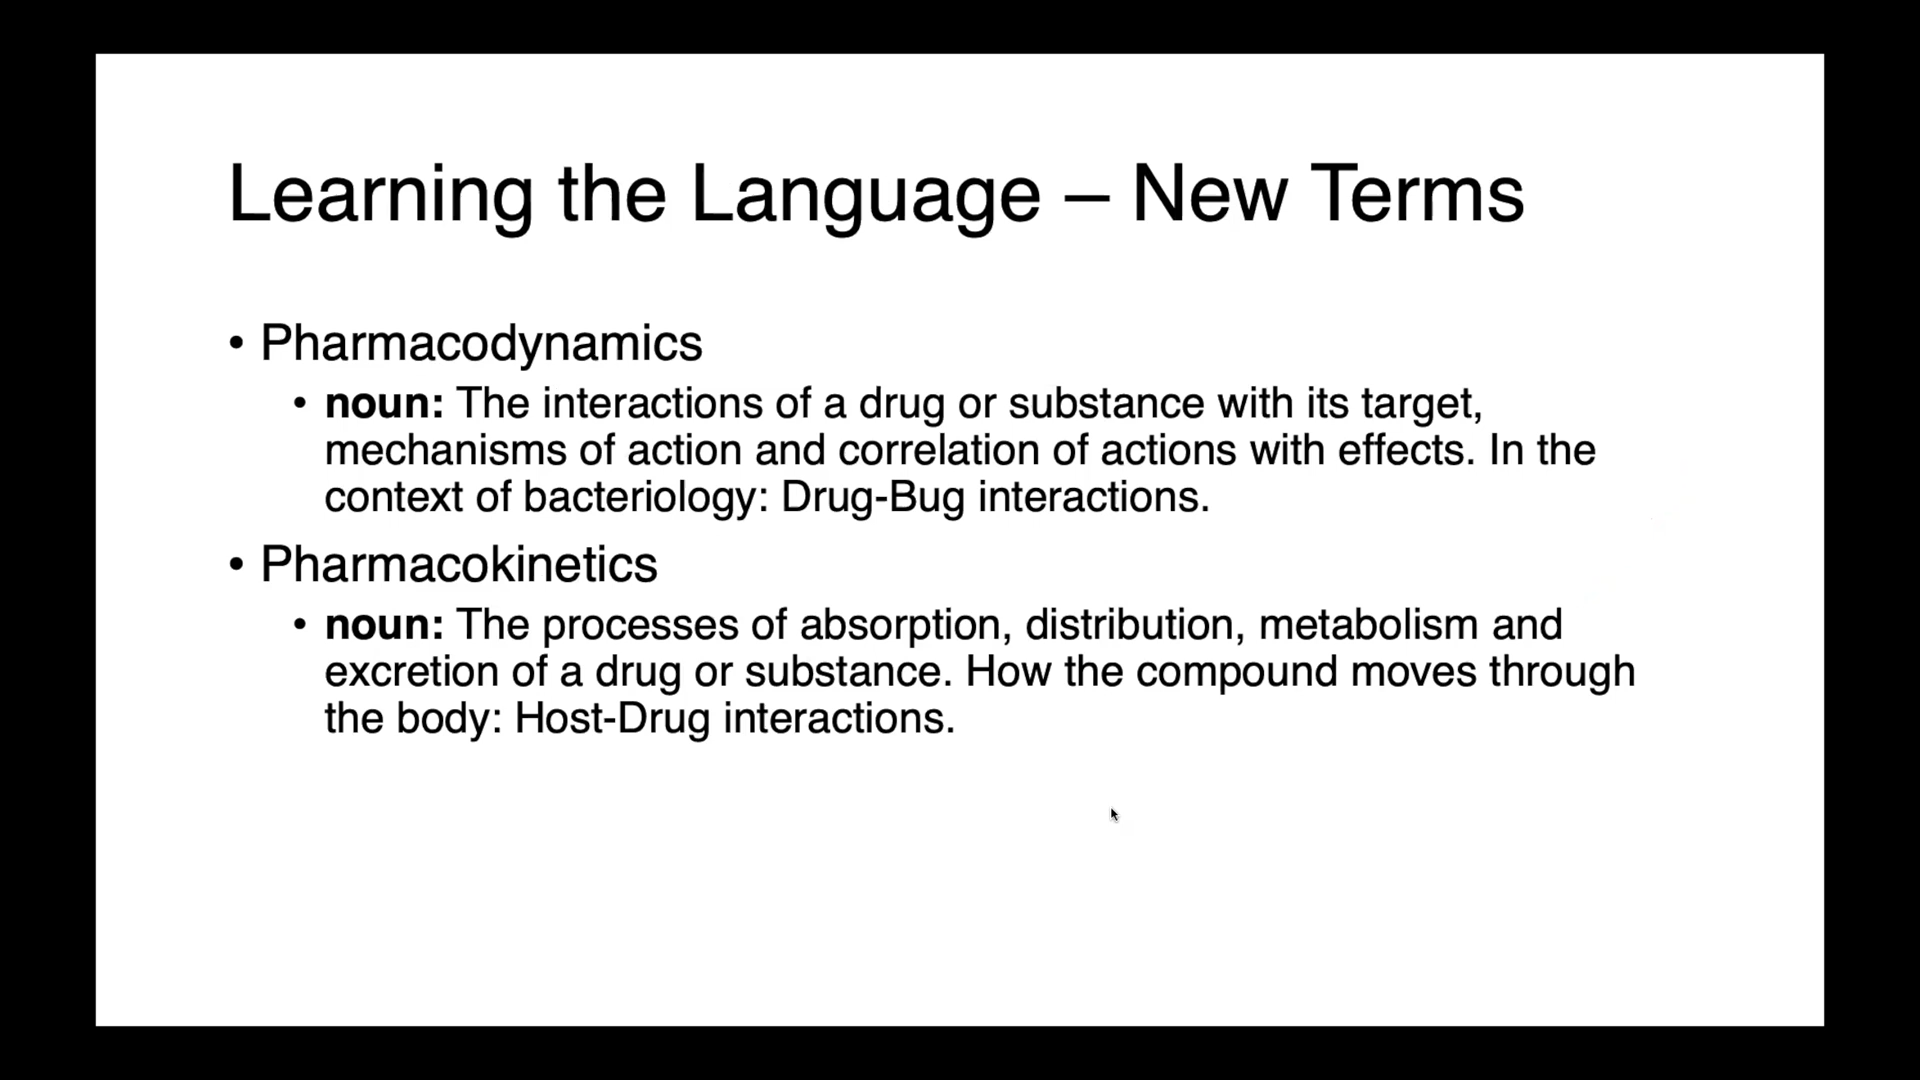 Learning the Language – New Terms
• Pharmacodynamics
• noun: The interactions of a drug or substance with its target,
mechanisms of action and correlation of actions with effects. In the
context of bacteriology: Drug-Bug interactions.
• Pharmacokinetics
• noun: The processes of absorption, distribution, metabolism and
excretion of a drug or substance. How the compound moves through
the body: Host-Drug interactions.